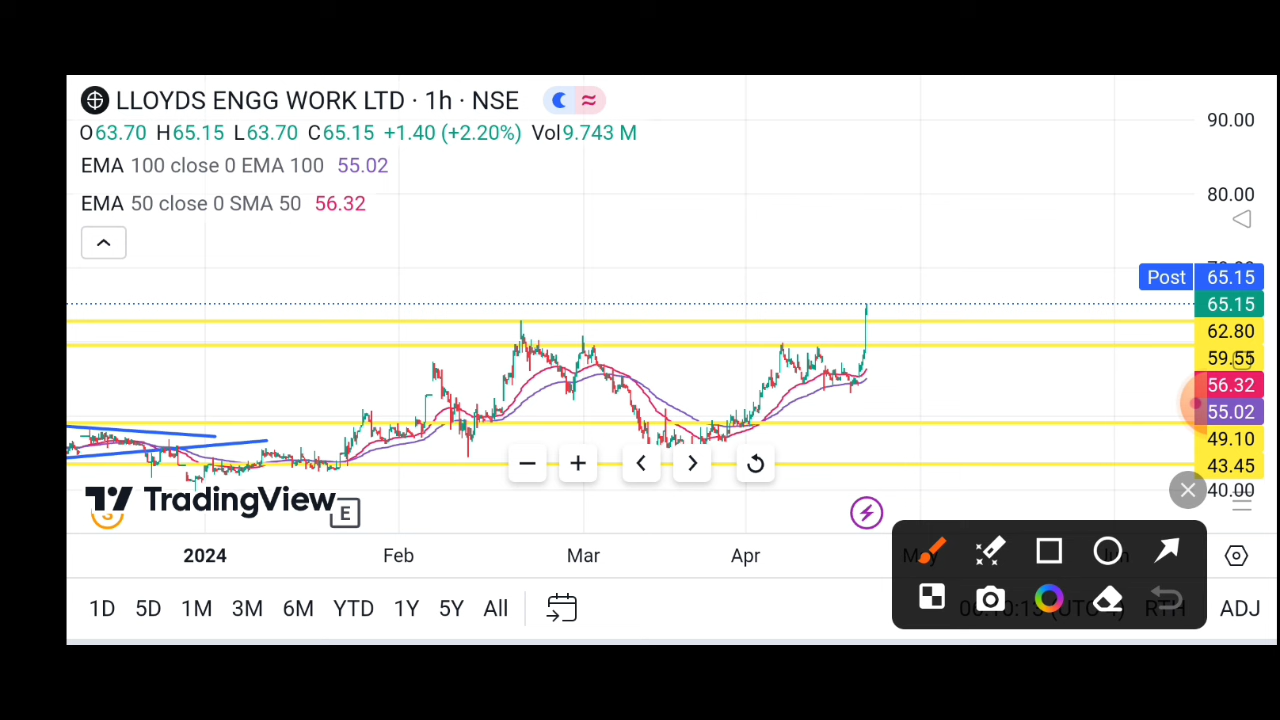 LLOYDS ENGG WORK LTD · 1h · NSE
O63.70 H65.15 L63.70 C65.15 +1.40 (+2.20%) Vol9.743 M
EMA 100 close 0 EMA 100 55.02
EMA 50 close 0 SMA 50 56.32
90.00
80.00
Post 65.15
65.15
62.80
59.55
56.32
55.02
49.10
43.45
40.00
TradingView
E
2024 Feb Mar Apr May
1D 5D 1M 3M 6M YTD 1Y 5Y All RTH ADJ